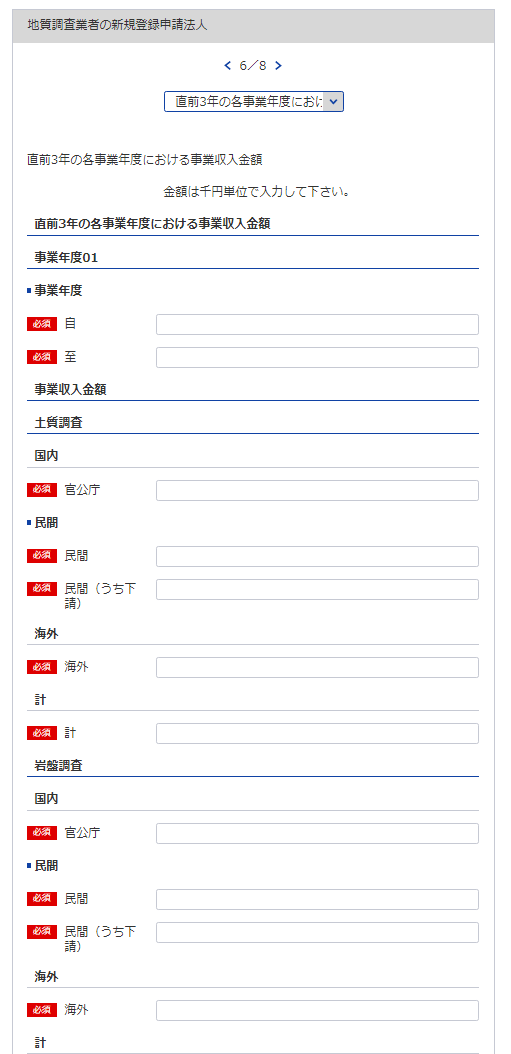 地質調査業者の新規登録申請法人
6／8
直前3年の各事業年度におけ
直前3年の各事業年度における事業収入金額
金額は千円単位で入力して下さい。
直前3年の各事業年度における事業収入金額
事業年度01
事業年度
必須 自
必須 至
事業収入金額
土質調査
国内
必須 官公庁
民間
必須 民間
必須 民間（うち下
請）
海外
必須 海外
計
必須 計
岩盤調査
国内
必須 官公庁
民間
必須 民間
必須 民間（うち下
請）
海外
必須 海外
計